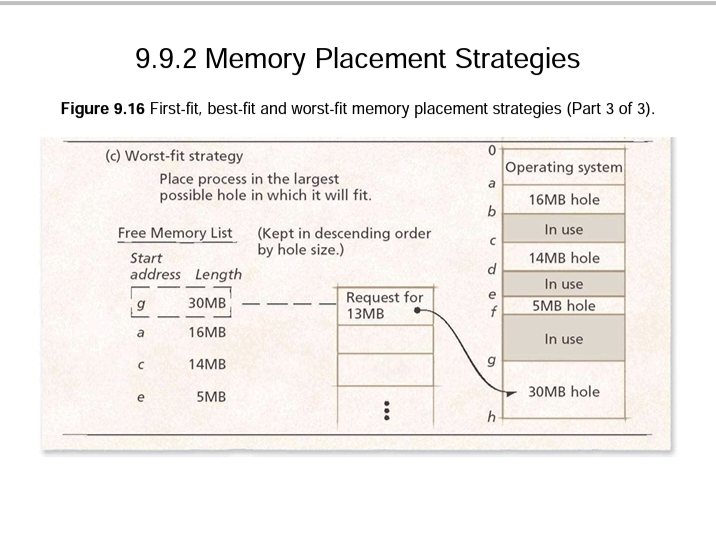 9.9.2 Memory Placement Strategies
Figure 9.16 First-fit, best-fit and worst-fit memory placement strategies (Part 3 of 3).
(c) Worst-fit strategy
Place process in the largest
possible hole in which it will fit.
Free Memory List
(Kept in descending order
by hole size.)
Start
address Length
g 30MB
a 16MB
c 14MB
e 5MB
Request for
13MB
0
Operating system
a
16MB hole
b
In use
c
14MB hole
d
In use
e
5MB hole
f
In use
g
30MB hole
h